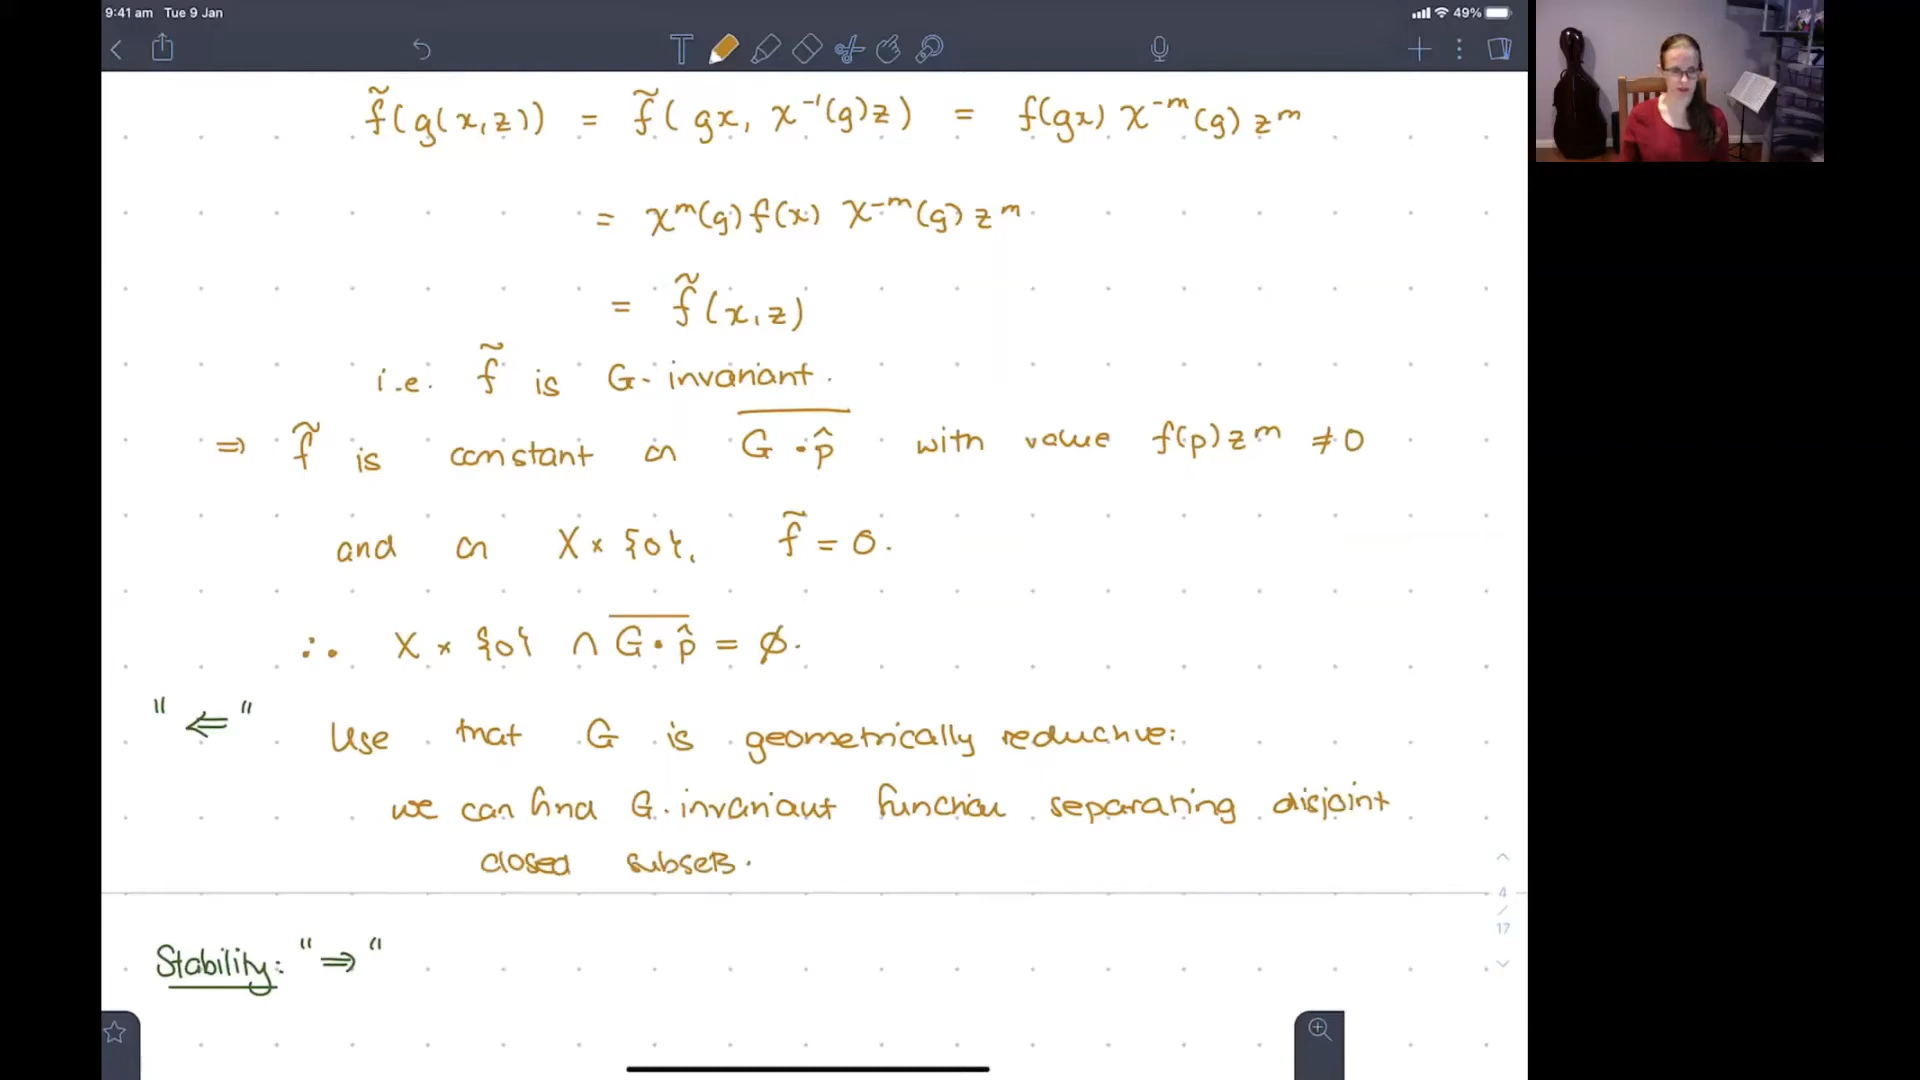 9:41 am Tue 9 Jan 49%
f̃(g(x,z)) = f̃(gx, χ⁻¹(g)z) = f(gx) χ⁻ᵐ(g) zᵐ
= χᵐ(g) f(x) χ⁻ᵐ(g) zᵐ
= f̃(x,z)
i.e. f̃ is G-invariant.
⇒ f̃ is constant on \overline{G · p̂} with value f(p)zᵐ ≠ 0
and on X × {0}, f̃ = 0.
∴ X × {0} ∩ \overline{G · p̂} = ∅.
"⇐" Use that G is geometrically reductive:
we can find G-invariant function separating disjoint
closed subsets.
4
/
17
Stability: "⇒"